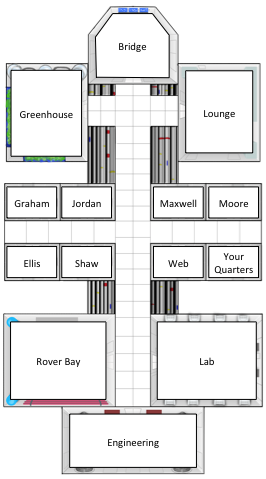 Bridge
Greenhouse
Lounge
Graham
Jordan
Maxwell
Moore
Ellis
Shaw
Web
Your
Quarters
Rover Bay
Lab
Engineering